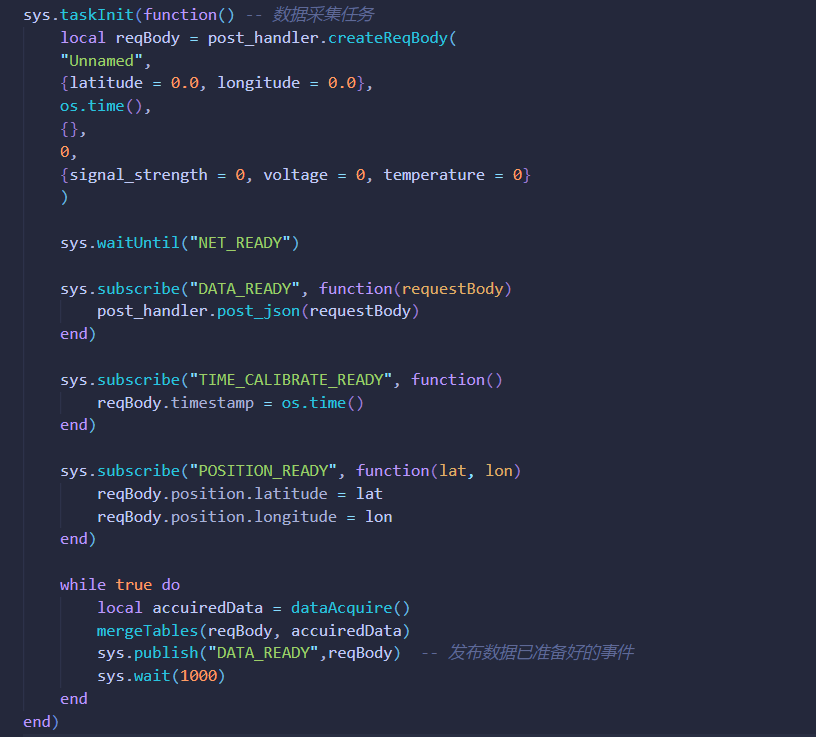 sys.taskInit(function() -- 数据采集任务
    local reqBody = post_handler.createReqBody(
    "Unnamed",
    {latitude = 0.0, longitude = 0.0},
    os.time(),
    {},
    0,
    {signal_strength = 0, voltage = 0, temperature = 0}
    )

    sys.waitUntil("NET_READY")

    sys.subscribe("DATA_READY", function(requestBody)
        post_handler.post_json(requestBody)
    end)

    sys.subscribe("TIME_CALIBRATE_READY", function()
        reqBody.timestamp = os.time()
    end)

    sys.subscribe("POSITION_READY", function(lat, lon)
        reqBody.position.latitude = lat
        reqBody.position.longitude = lon
    end)

    while true do
        local accuiredData = dataAcquire()
        mergeTables(reqBody, accuiredData)
        sys.publish("DATA_READY",reqBody)  -- 发布数据已准备好的事件
        sys.wait(1000)
    end
end)